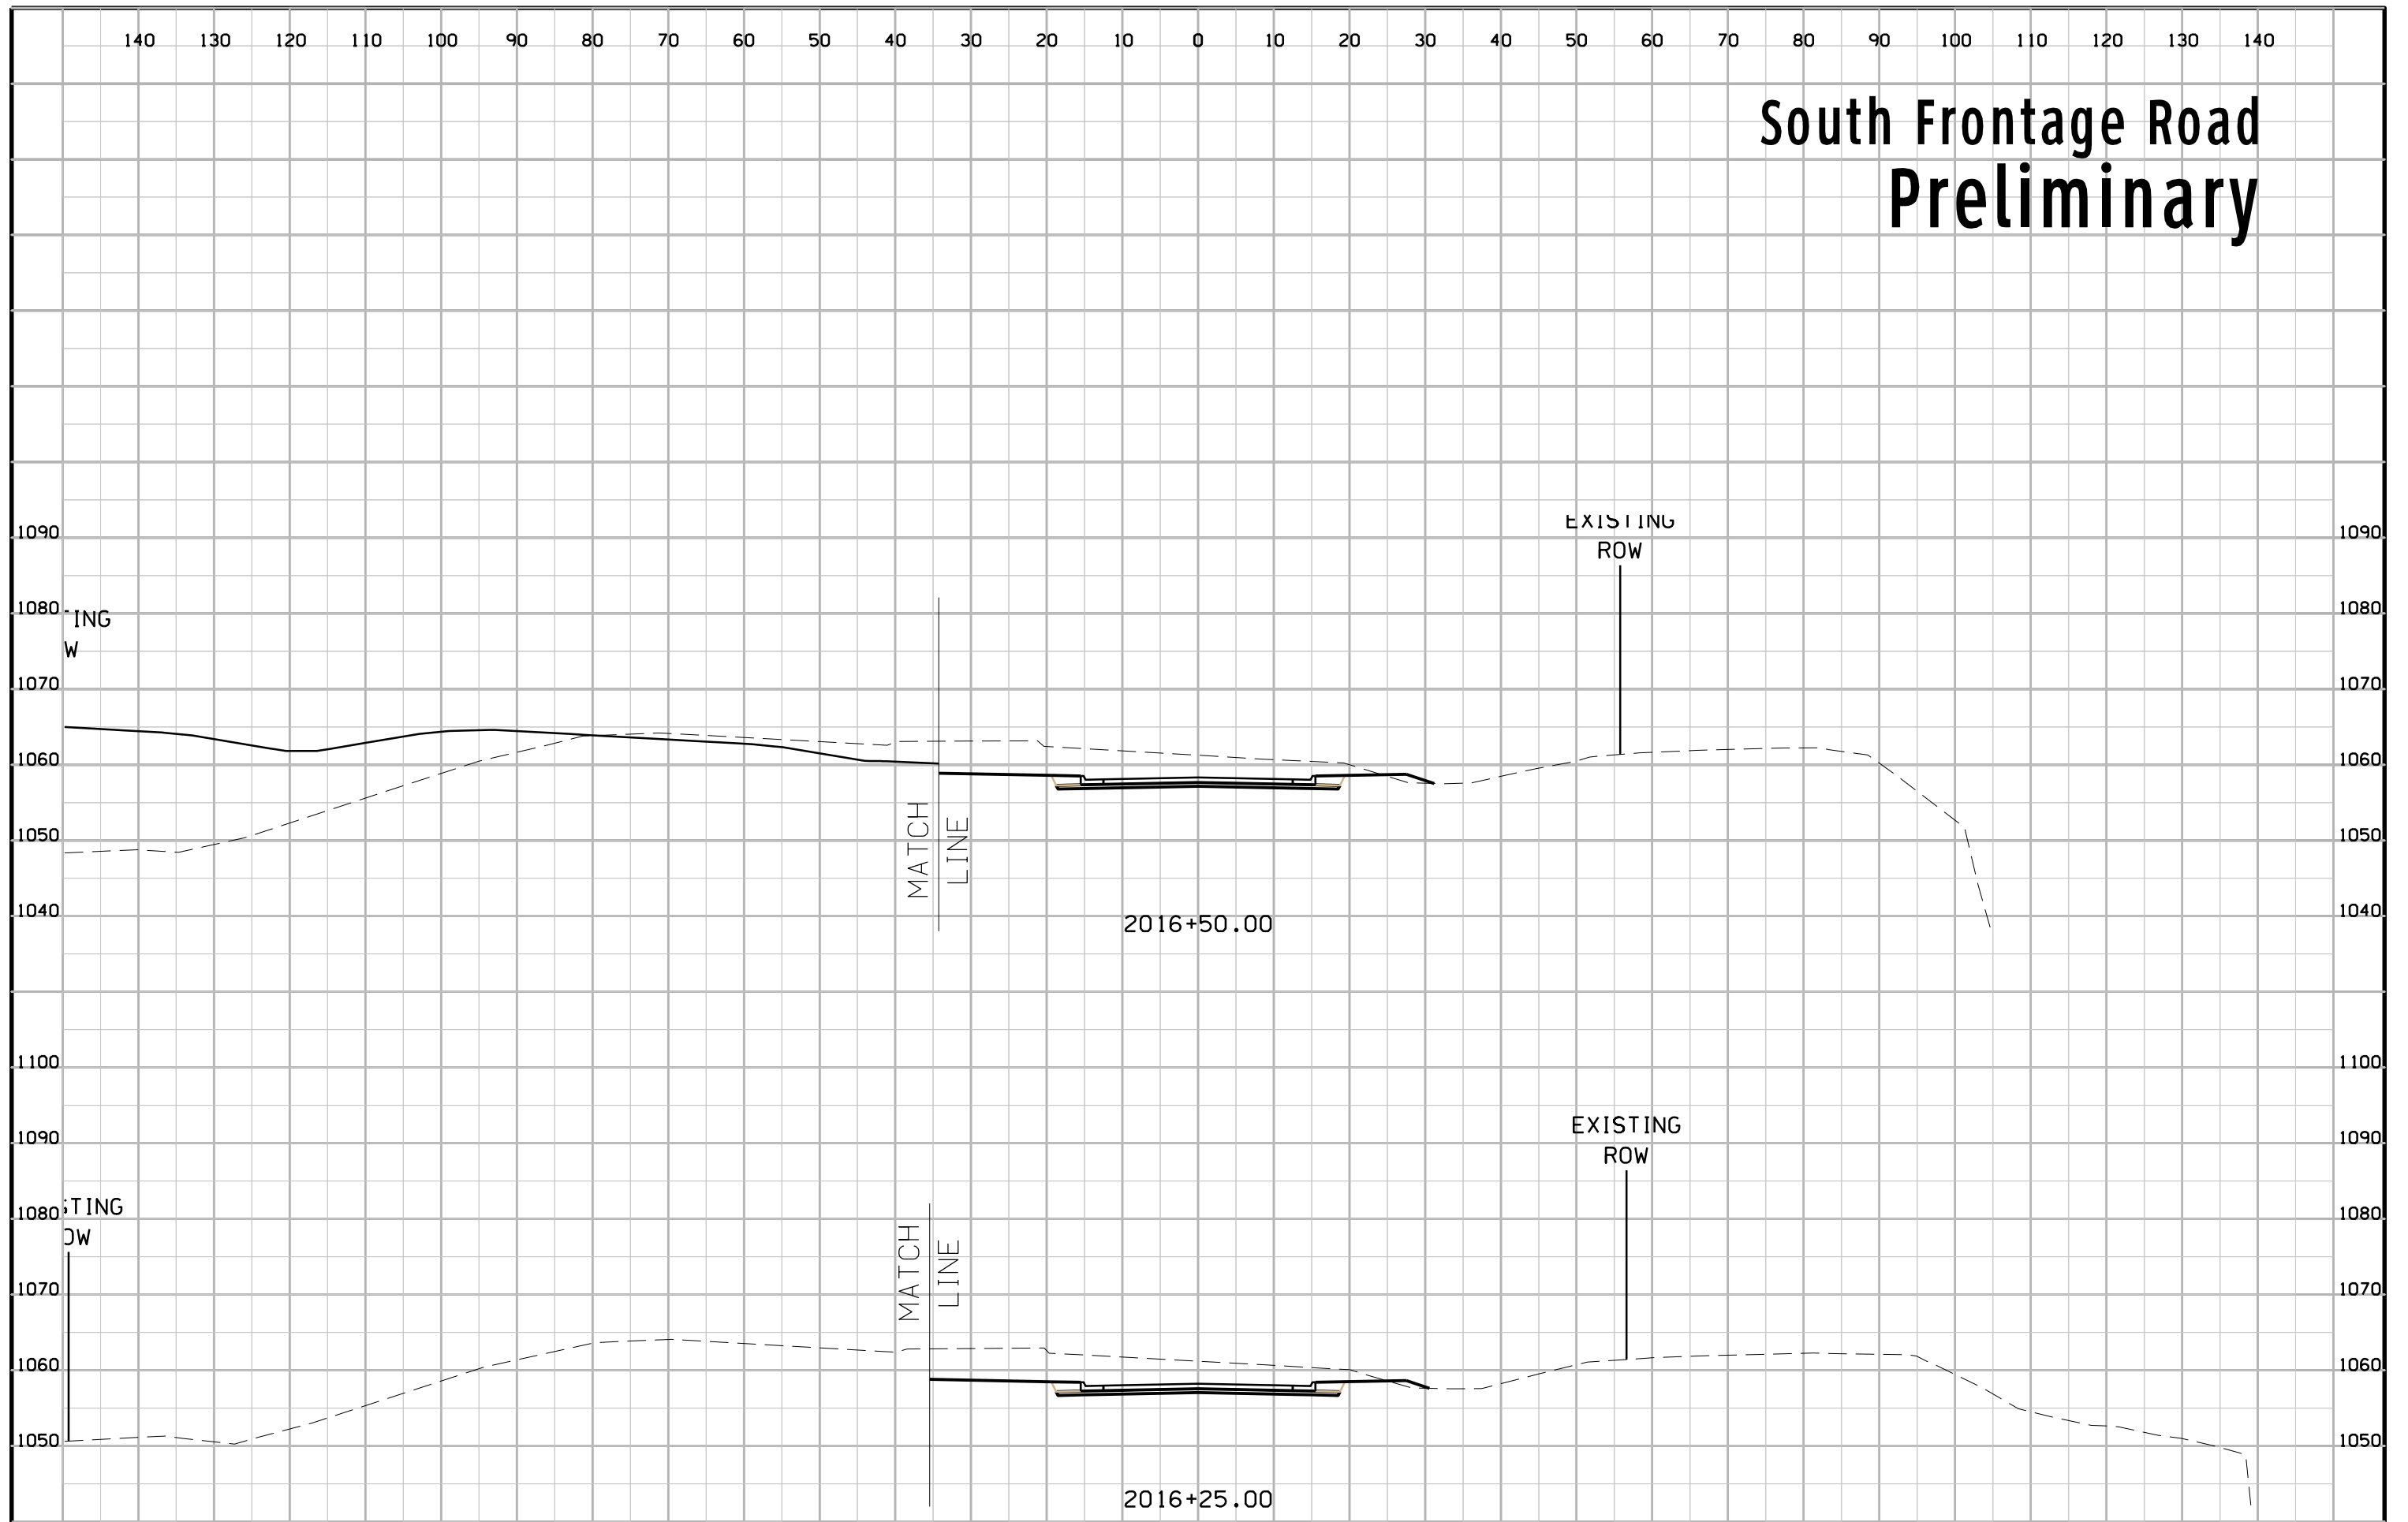 140 130 120 110 100 90 80 70 60 50 40 30 20 10 0 10 20 30 40 50 60 70 80 90 100 110 120 130 140
South Frontage Road
Preliminary
EXISTING
1090 1090
ROW
1080 ING 1080
W
1070 1070
1060 1060
MATCH
LINE
1050 1050
1040 1040
2016+50.00
1100 1100
EXISTING
1090 1090
ROW
1080 TING 1080
OW
MATCH
LINE
1070 1070
1060 1060
1050 1050
2016+25.00